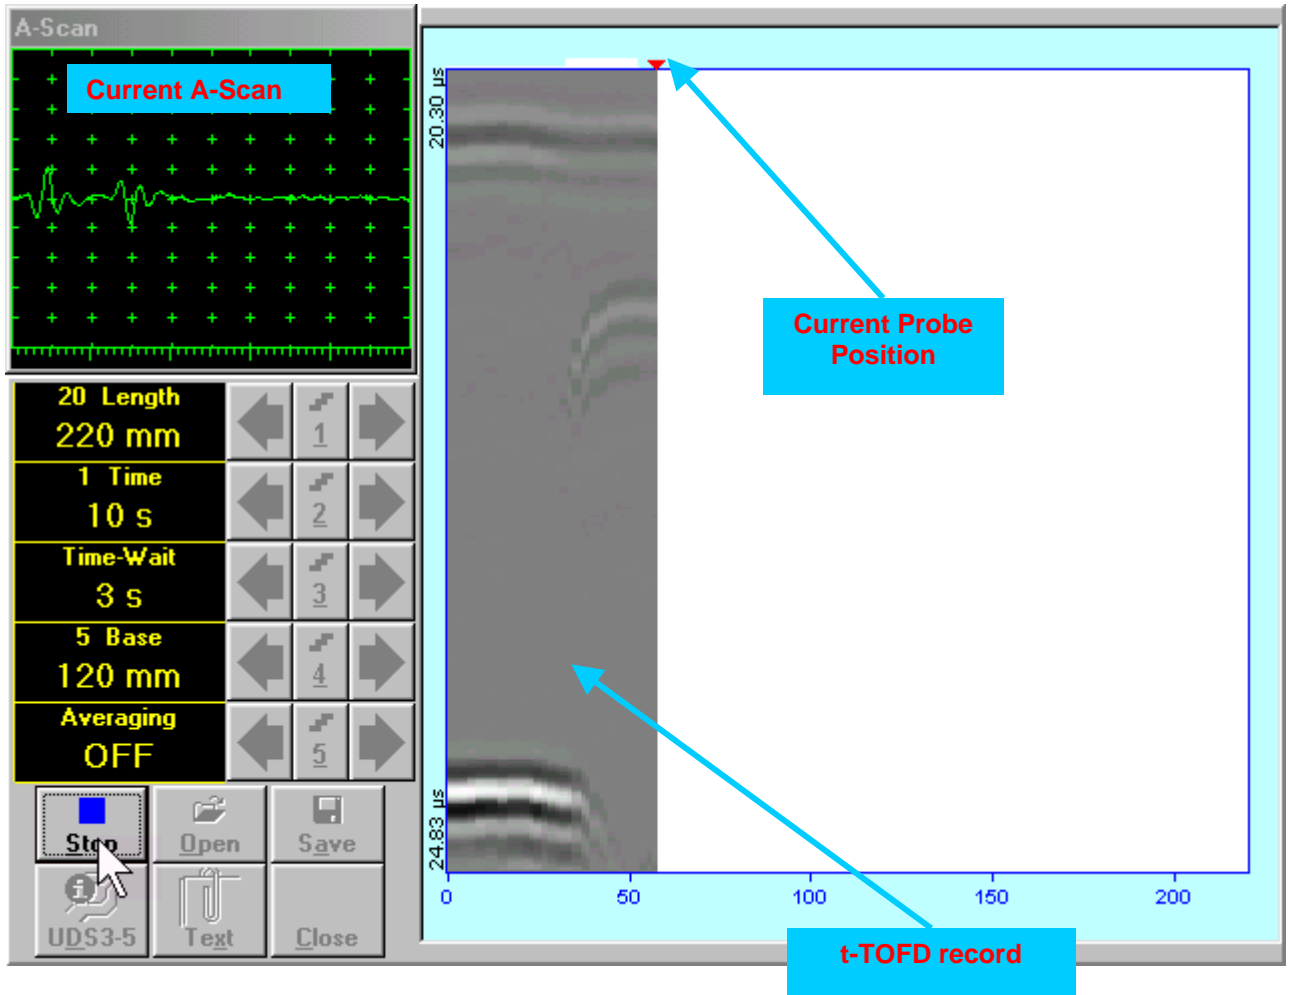 A-Scan
Current A-Scan
20 Length
220 mm
1
1 Time
10 s
2
Time-Wait
3 s
3
5 Base
120 mm
4
Averaging
OFF
5
Stop
Open
Save
UDS3-5
Text
Close
20.30 µs
24.83 µs
0
50
100
150
200
Current Probe
Position
t-TOFD record